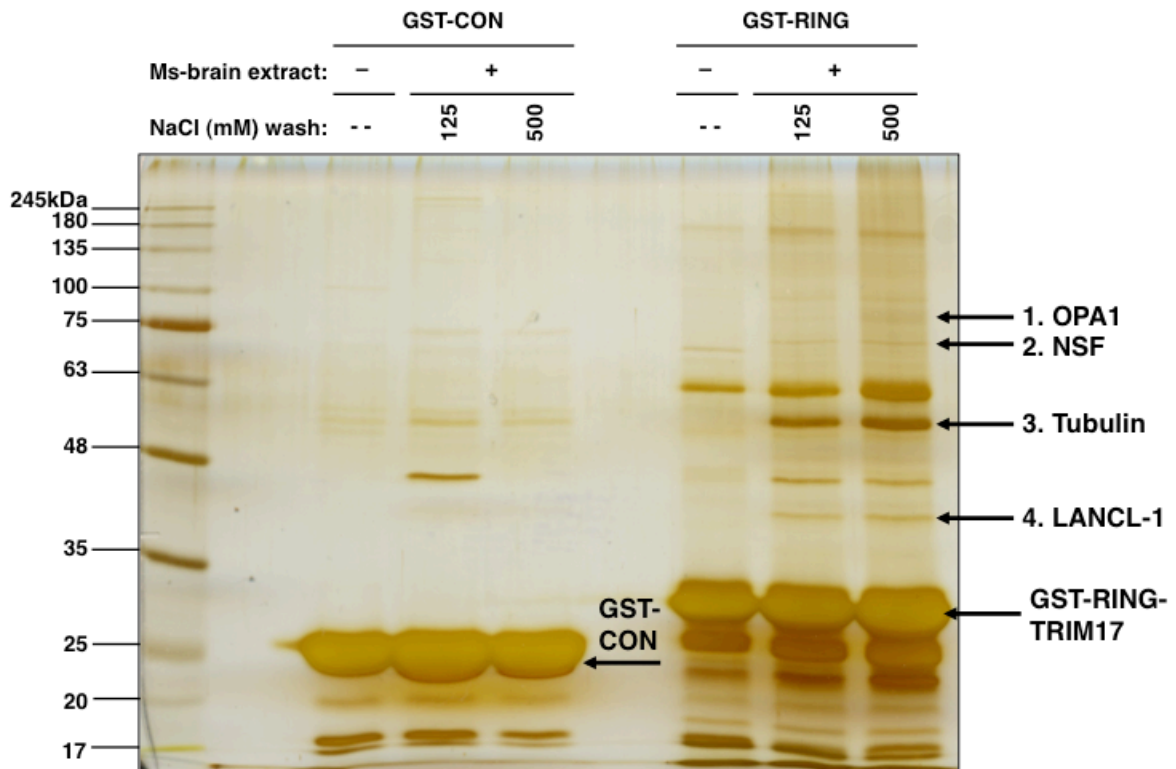 GST-CON GST-RING
Ms-brain extract: – + – +
NaCl (mM) wash: -- 125 500 -- 125 500
245kDa
180
135
100
75
63
48
35
25
20
17
1. OPA1
2. NSF
3. Tubulin
4. LANCL-1
GST-
CON
GST-RING-
TRIM17